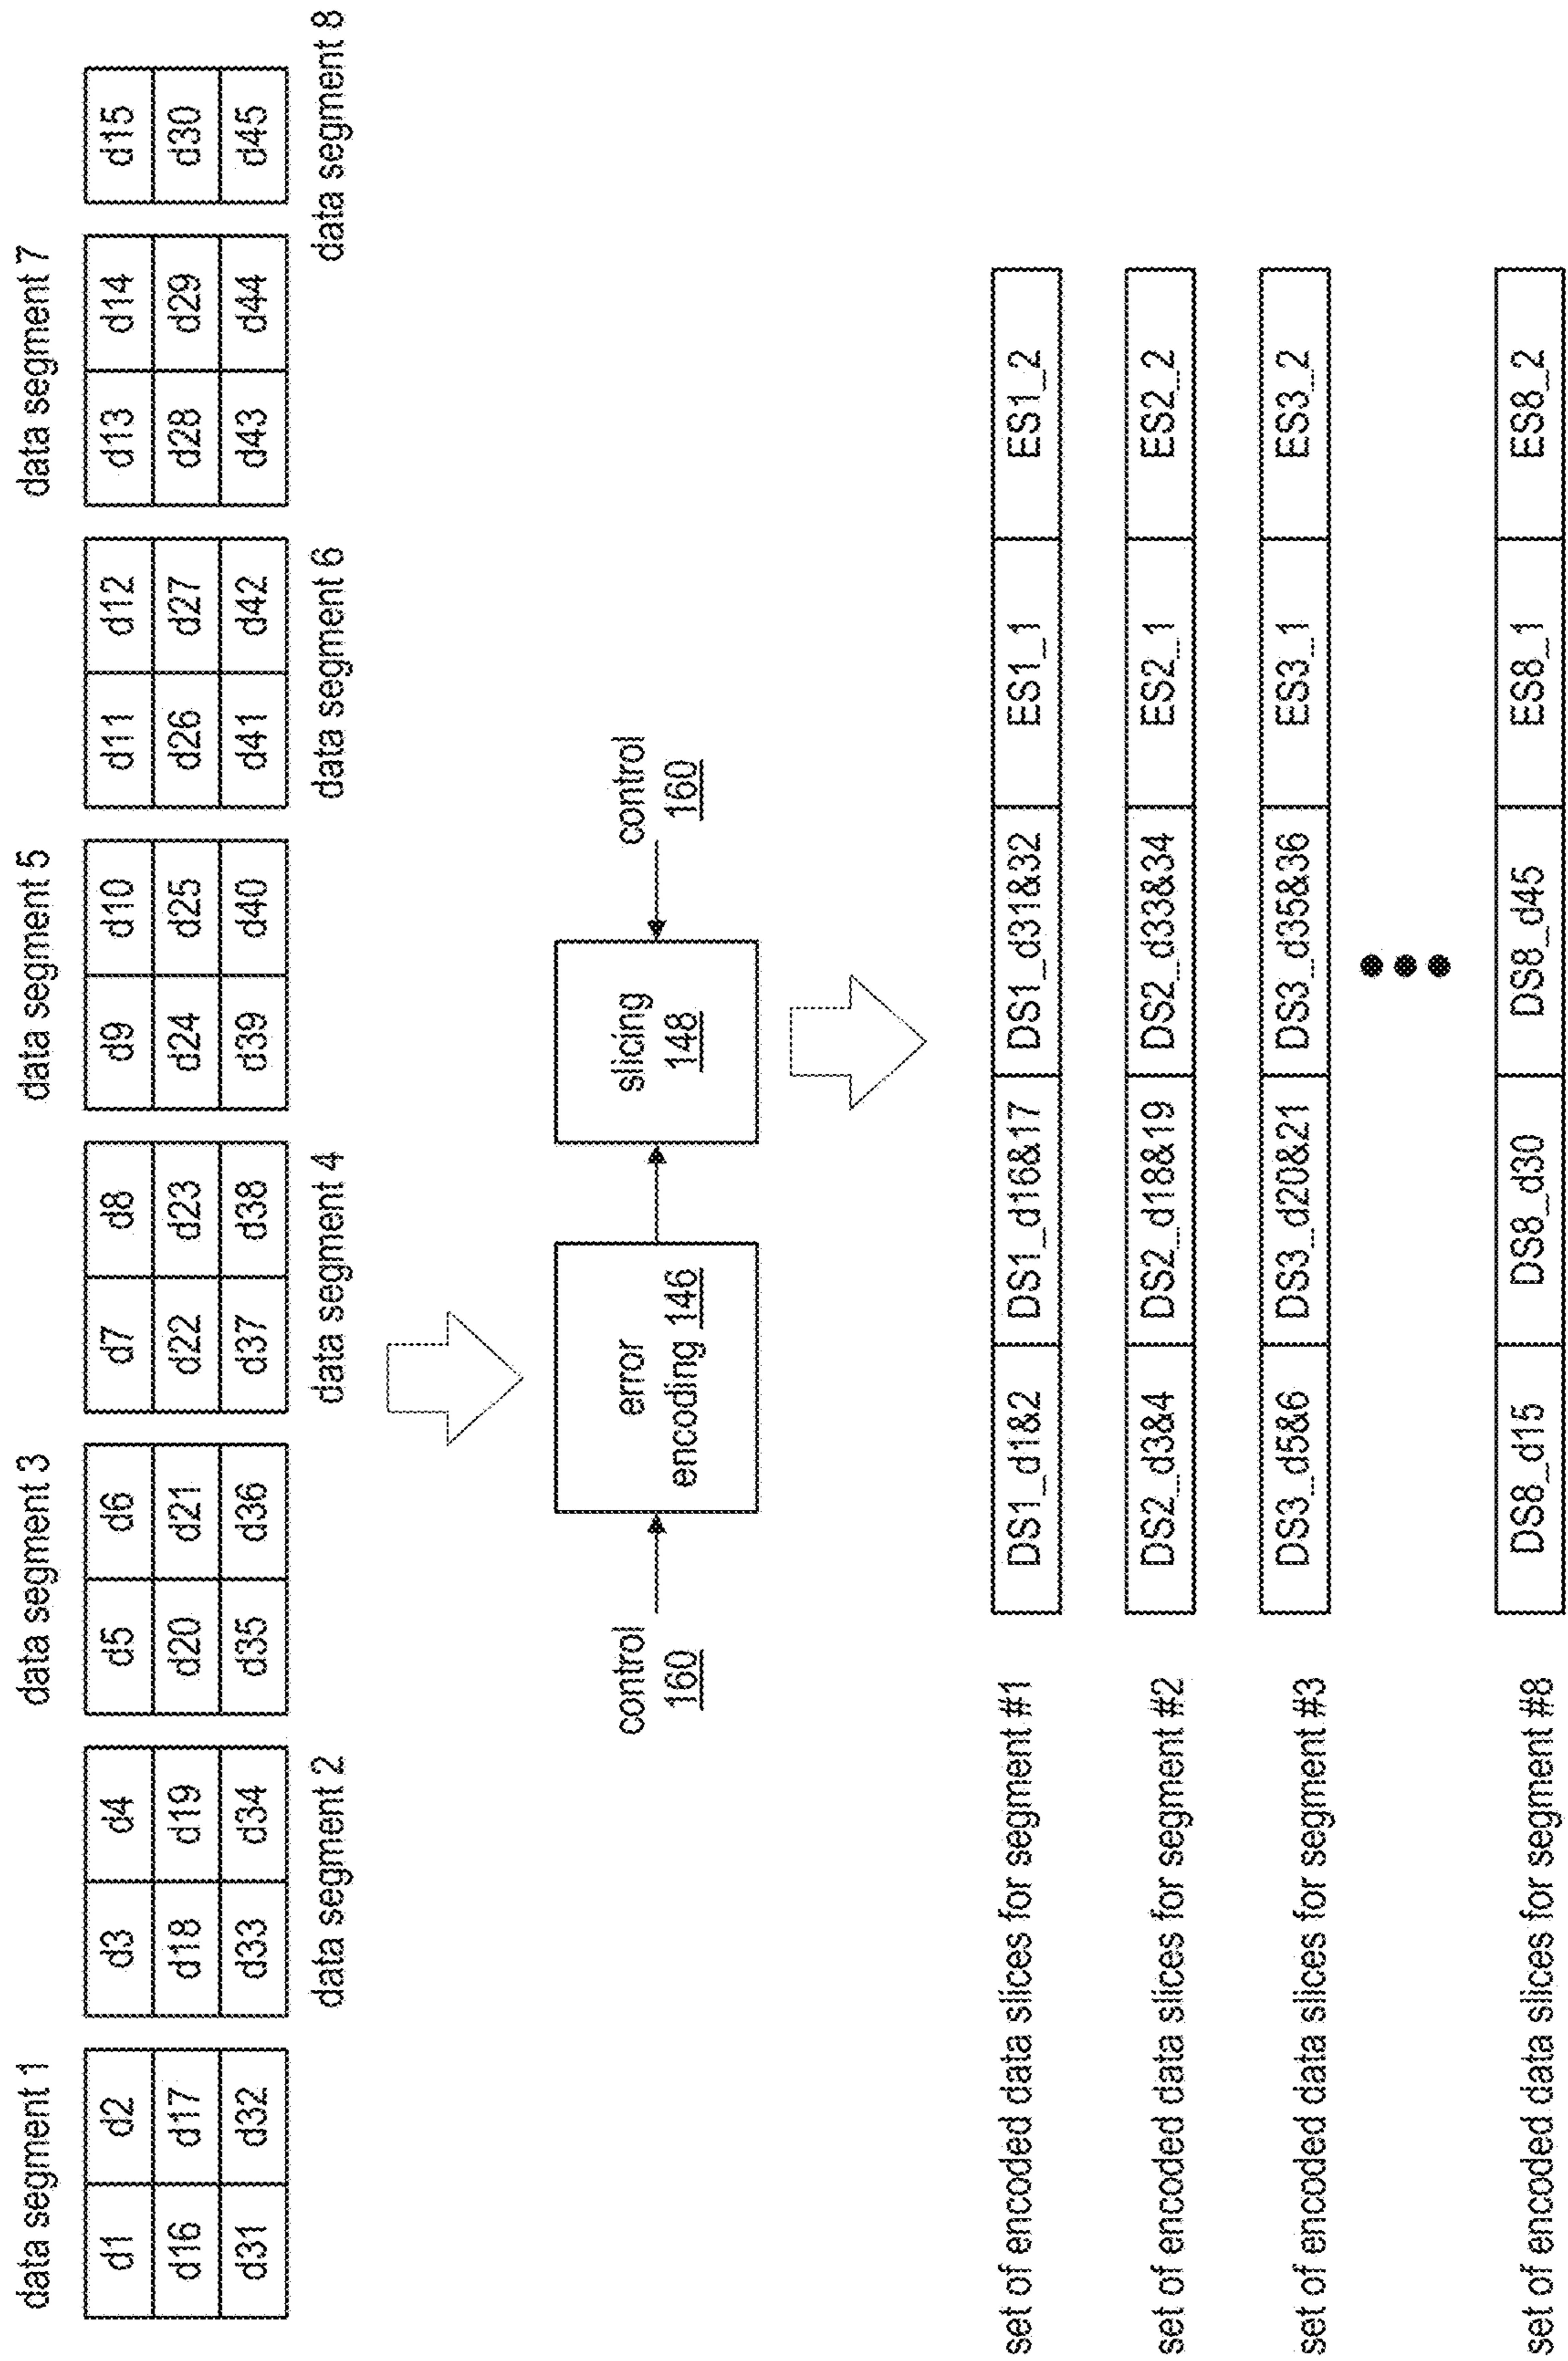 data segment 1
data segment 3
data segment 5
data segment 7
d1 d2 d3 d4 d5 d6 d7 d8 d9 d10 d11 d12 d13 d14 d15
d16 d17 d18 d19 d20 d21 d22 d23 d24 d25 d26 d27 d28 d29 d30
d31 d32 d33 d34 d35 d36 d37 d38 d39 d40 d41 d42 d43 d44 d45
data segment 2
data segment 4
data segment 6
data segment 8
control
160
error
encoding 146
slicing
148
control
160
set of encoded data slices for segment #1
DS1_d1&2 DS1_d16&17 DS1_d31&32 ES1_1 ES1_2
set of encoded data slices for segment #2
DS2_d3&4 DS2_d18&19 DS2_d33&34 ES2_1 ES2_2
set of encoded data slices for segment #3
DS3_d5&6 DS3_d20&21 DS3_d35&36 ES3_1 ES3_2
set of encoded data slices for segment #8
DS8_d15 DS8_d30 DS8_d45 ES8_1 ES8_2